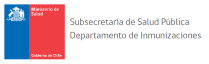 Ministerio de
Salud
Gobierno de Chile
Subsecretaría de Salud Pública
Departamento de Inmunizaciones